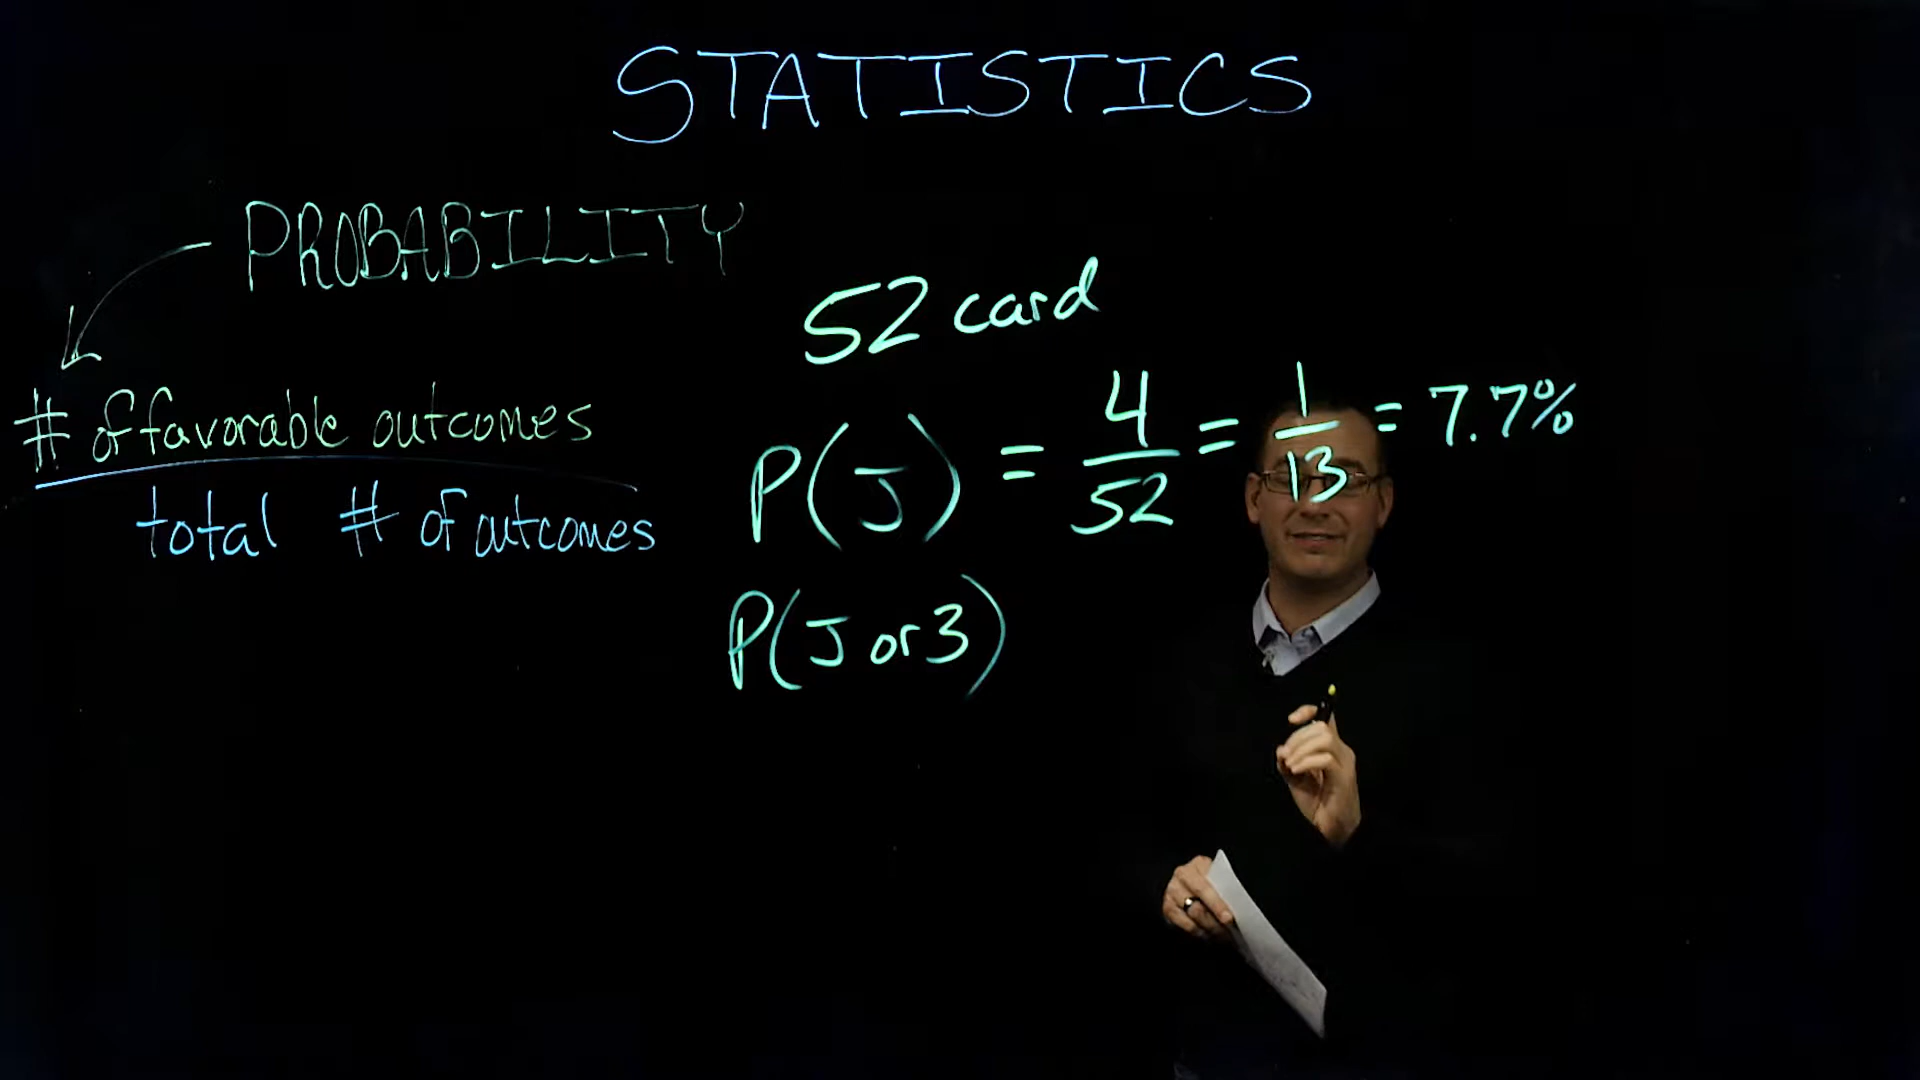 STATISTICS
PROBABILITY
# of favorable outcomes
total # of outcomes
52 card
P(J) = 4/52 = 1/13 = 7.7%
P(J or 3)